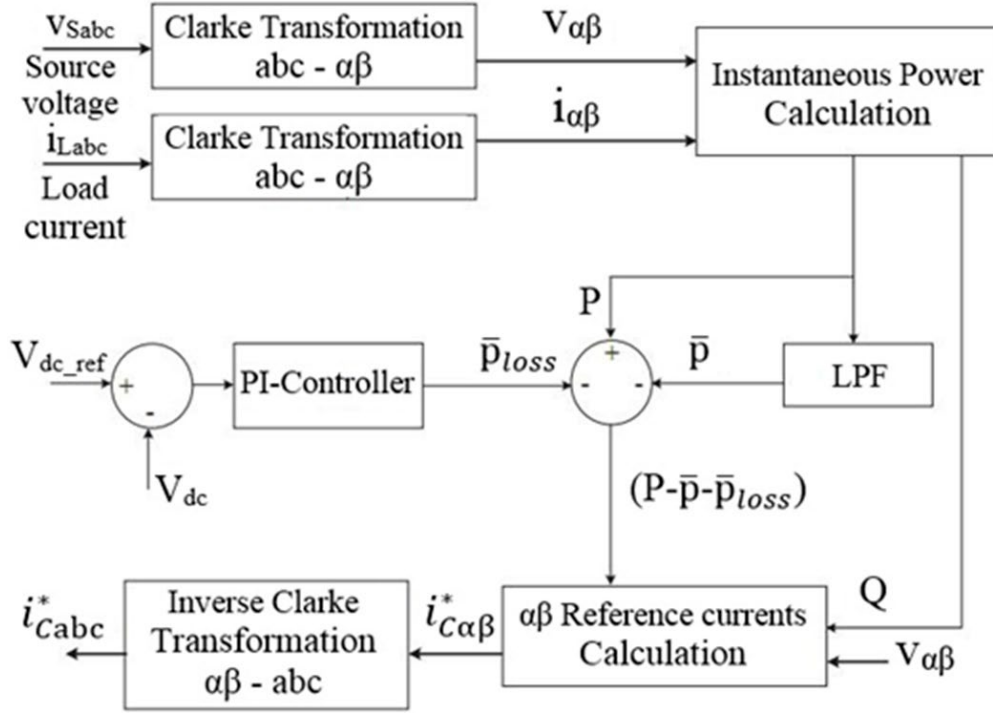 vSabc
Source
voltage
Clarke Transformation
abc - αβ
Vαβ
Instantaneous Power
Calculation
iLabc
Load
current
Clarke Transformation
abc - αβ
iαβ
P
Vdc_ref
+
-
Vdc
PI-Controller
p̄loss
+
-
-
p̄
LPF
(P-p̄-p̄loss)
i*Cabc
Inverse Clarke
Transformation
αβ - abc
i*Cαβ
αβ Reference currents
Calculation
Q
Vαβ